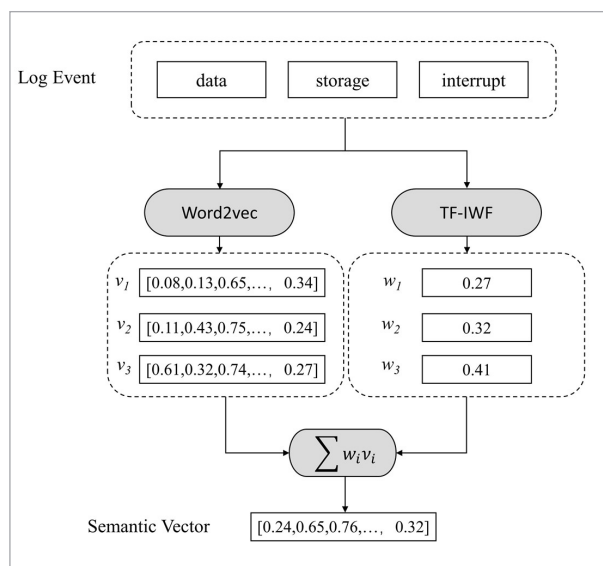 Log Event
data storage interrupt
Word2vec TF-IWF
v1 [0.08,0.13,0.65,…, 0.34] w1 0.27
v2 [0.11,0.43,0.75,…, 0.24] w2 0.32
v3 [0.61,0.32,0.74,…, 0.27] w3 0.41
∑ wᵢvᵢ
Semantic Vector [0.24,0.65,0.76,…, 0.32]